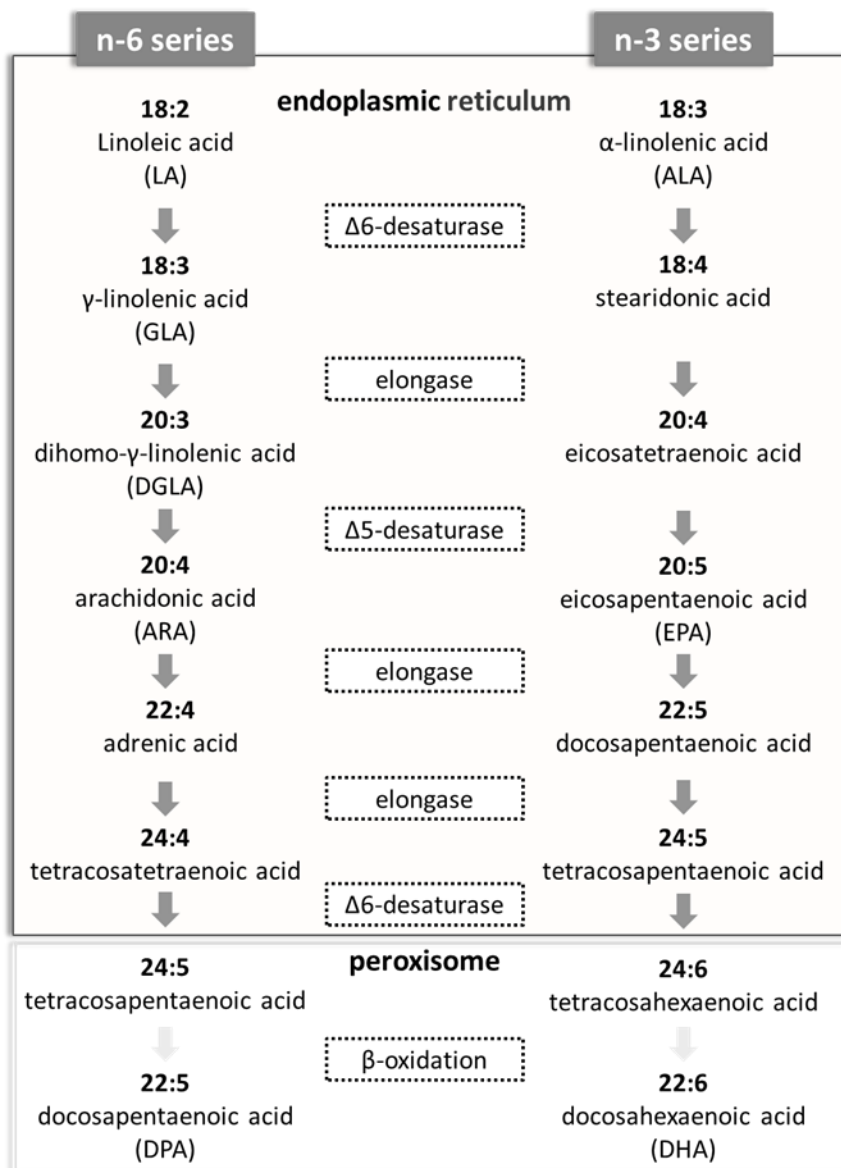 n-6 series
n-3 series
endoplasmic reticulum
18:2
Linoleic acid
(LA)
18:3
α-linolenic acid
(ALA)
Δ6-desaturase
18:3
γ-linolenic acid
(GLA)
18:4
stearidonic acid
elongase
20:3
dihomo-γ-linolenic acid
(DGLA)
20:4
eicosatetraenoic acid
Δ5-desaturase
20:4
arachidonic acid
(ARA)
20:5
eicosapentaenoic acid
(EPA)
elongase
22:4
adrenic acid
22:5
docosapentaenoic acid
elongase
24:4
tetracosatetraenoic acid
24:5
tetracosapentaenoic acid
Δ6-desaturase
peroxisome
24:5
tetracosapentaenoic acid
24:6
tetracosahexaenoic acid
β-oxidation
22:5
docosapentaenoic acid
(DPA)
22:6
docosahexaenoic acid
(DHA)